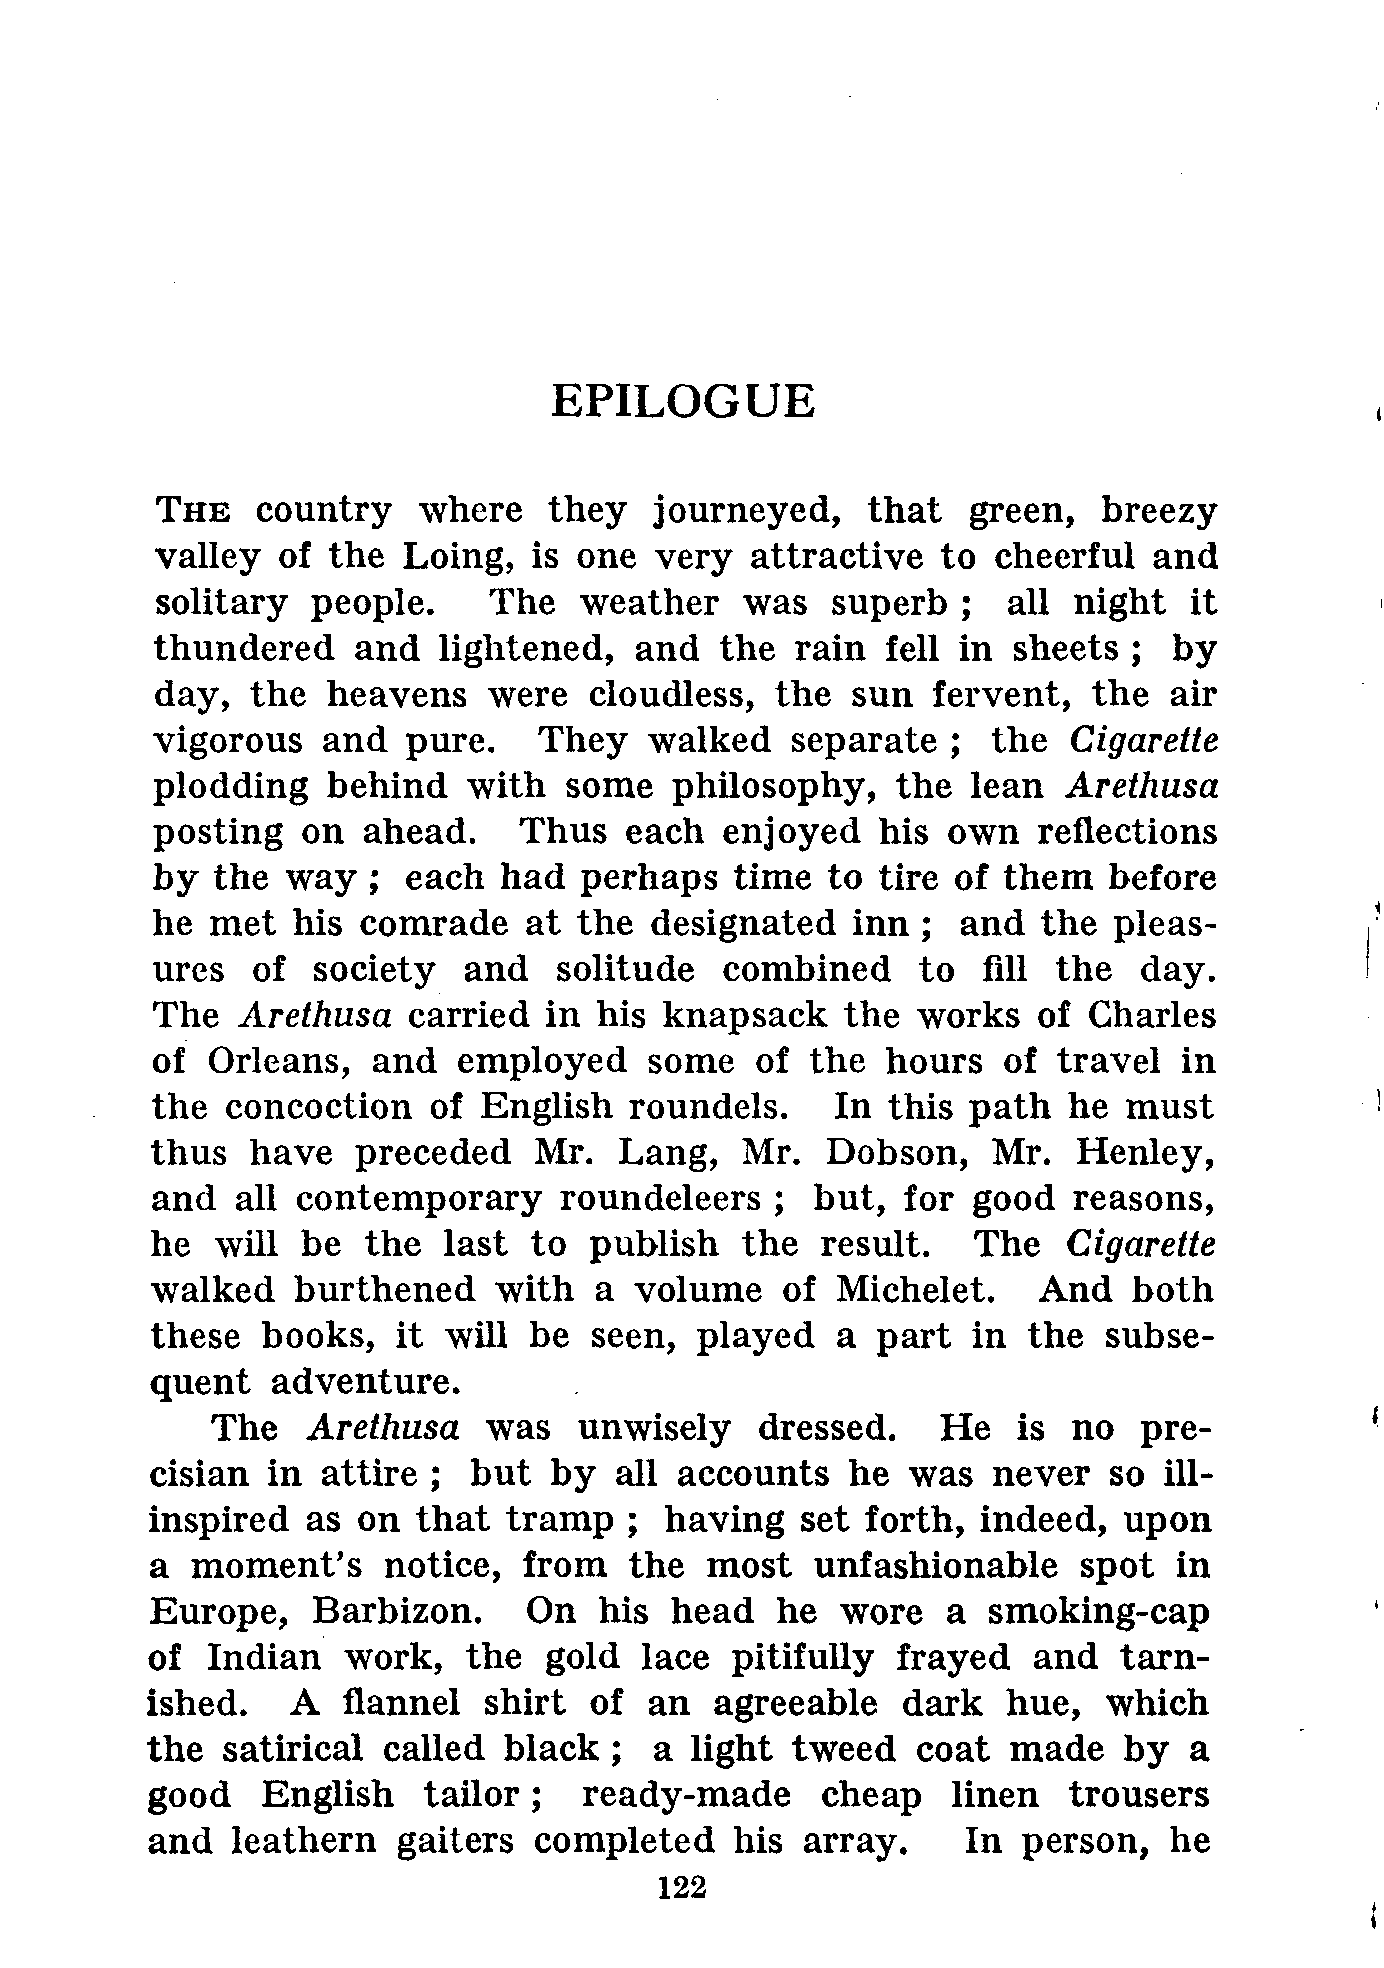 EPILOGUE
THE country where they journeyed, that green, breezy
valley of the Loing, is one very attractive to cheerful and
solitary people. The weather was superb ; all night it
thundered and lightened, and the rain fell in sheets ; by
day, the heavens were cloudless, the sun fervent, the air
vigorous and pure. They walked separate ; the Cigarette
plodding behind with some philosophy, the lean Arethusa
posting on ahead. Thus each enjoyed his own reflections
by the way ; each had perhaps time to tire of them before
he met his comrade at the designated inn ; and the pleas-
ures of society and solitude combined to fill the day.
The Arethusa carried in his knapsack the works of Charles
of Orleans, and employed some of the hours of travel in
the concoction of English roundels. In this path he must
thus have preceded Mr. Lang, Mr. Dobson, Mr. Henley,
and all contemporary roundeleers ; but, for good reasons,
he will be the last to publish the result. The Cigarette
walked burthened with a volume of Michelet. And both
these books, it will be seen, played a part in the subse-
quent adventure.
The Arethusa was unwisely dressed. He is no pre-
cisian in attire ; but by all accounts he was never so ill-
inspired as on that tramp ; having set forth, indeed, upon
a moment's notice, from the most unfashionable spot in
Europe, Barbizon. On his head he wore a smoking-cap
of Indian work, the gold lace pitifully frayed and tarn-
ished. A flannel shirt of an agreeable dark hue, which
the satirical called black ; a light tweed coat made by a
good English tailor ; ready-made cheap linen trousers
and leathern gaiters completed his array. In person, he
122